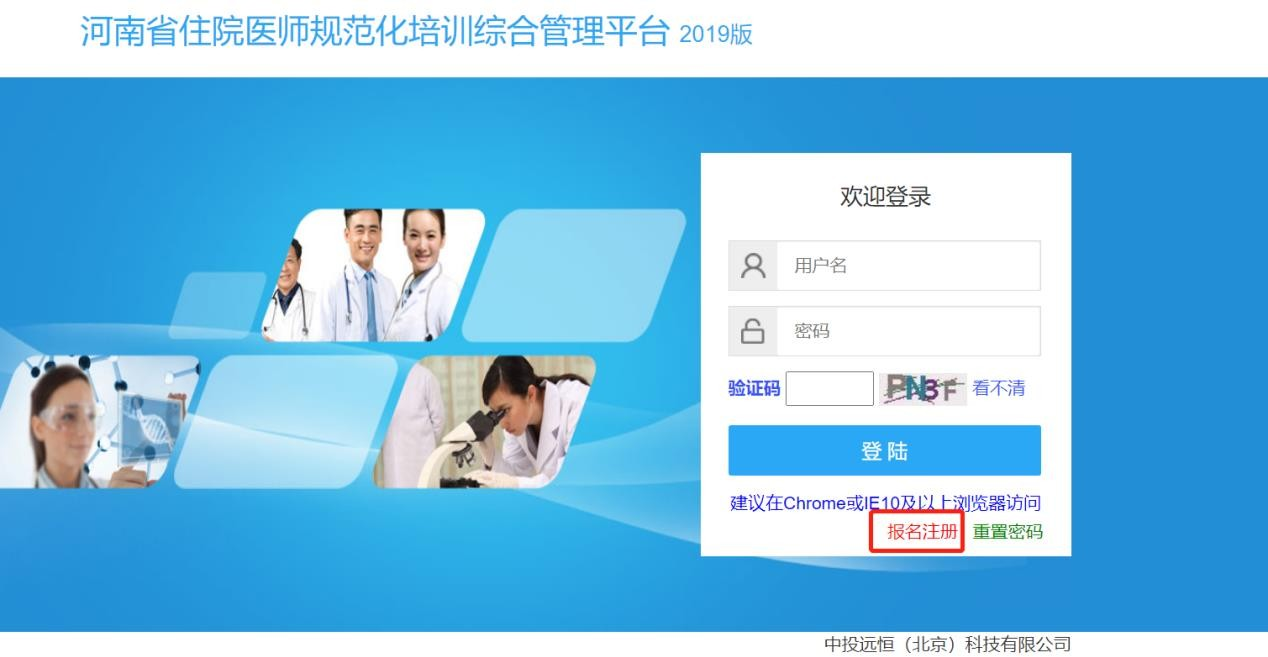 河南省住院医师规范化培训综合管理平台 2019版
欢迎登录
用户名
密码
验证码 PN3F 看不清
登陆
建议在Chrome或IE10及以上浏览器访问
报名注册 重置密码
中投远恒（北京）科技有限公司